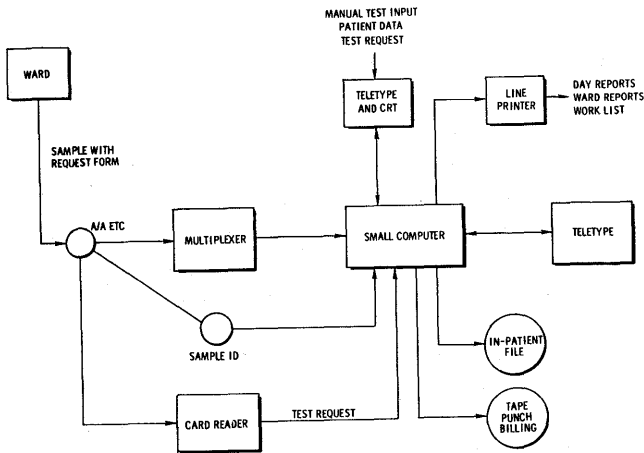 MANUAL TEST INPUT
PATIENT DATA
TEST REQUEST
WARD
TELETYPE
AND CRT
LINE
PRINTER
DAY REPORTS
WARD REPORTS
WORK LIST
SAMPLE WITH
REQUEST FORM
A/A ETC
MULTIPLEXER
SMALL COMPUTER
TELETYPE
SAMPLE ID
IN-PATIENT
FILE
CARD READER
TEST REQUEST
TAPE
PUNCH
BILLING